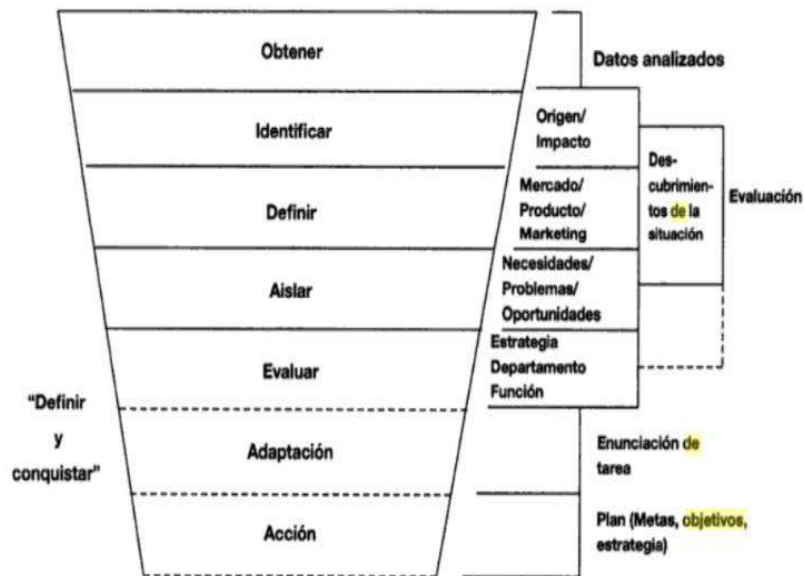 Obtener
Datos analizados
Identificar
Origen/
Impacto
Definir
Mercado/
Producto/
Marketing
Des-
cubrimien-
tos de la
situación
Evaluación
Aislar
Necesidades/
Problemas/
Oportunidades
Evaluar
Estrategia
Departamento
Función
"Definir
y
conquistar"
Adaptación
Enunciación de
tarea
Acción
Plan (Metas, objetivos,
estrategia)